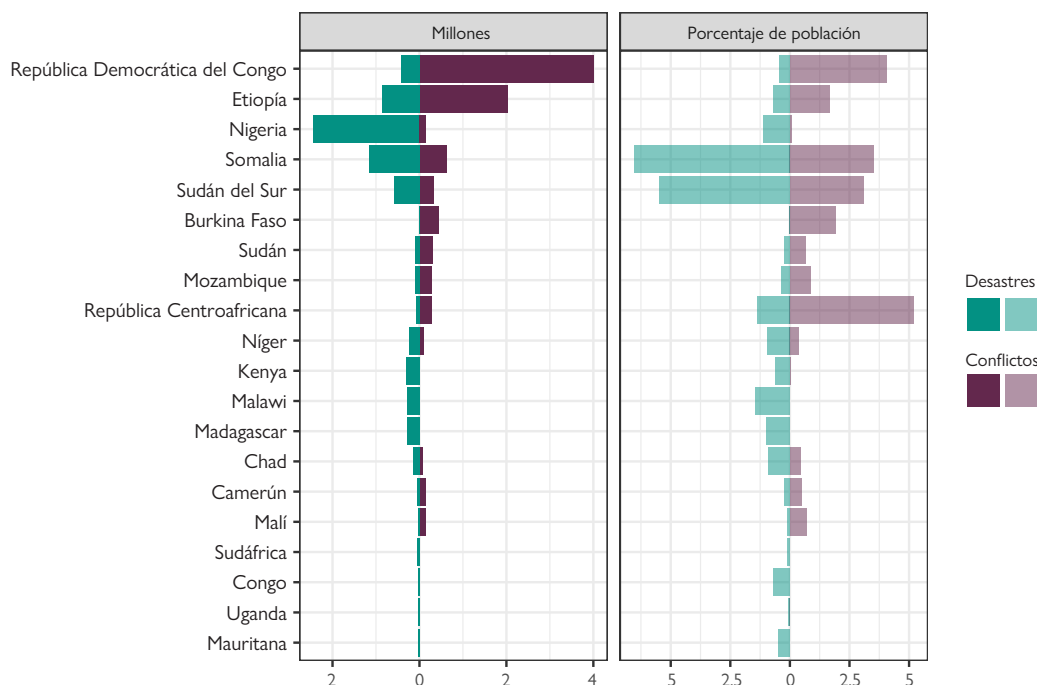 Millones
Porcentaje de población
República Democrática del Congo
Etiopía
Nigeria
Somalia
Sudán del Sur
Burkina Faso
Sudán
Mozambique
República Centroafricana
Níger
Kenya
Malawi
Madagascar
Chad
Camerún
Malí
Sudáfrica
Congo
Uganda
Mauritana
Desastres
Conflictos
2 0 2 4
5 2.5 0 2.5 5